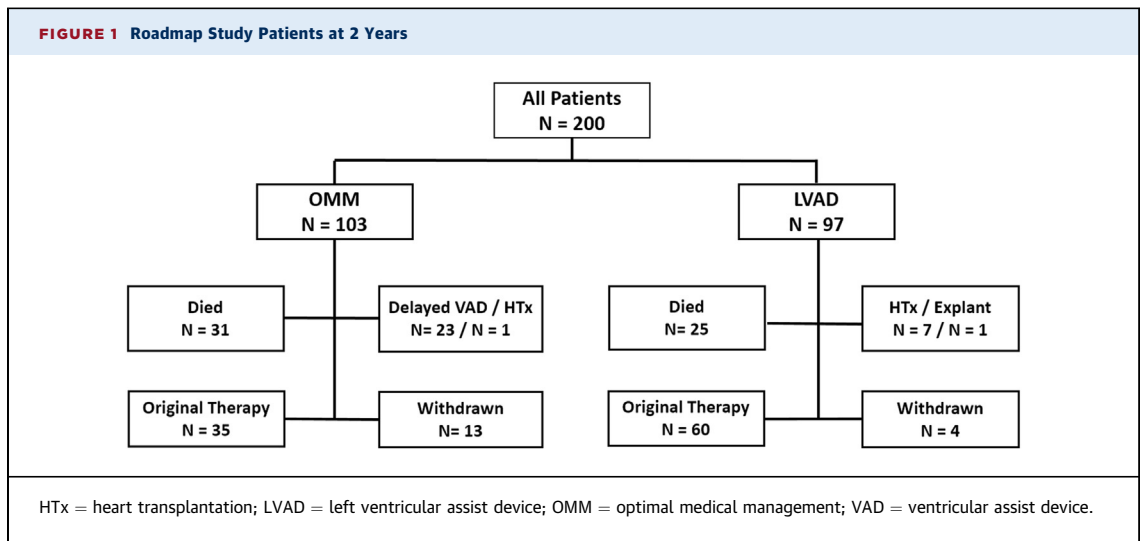 FIGURE 1 Roadmap Study Patients at 2 Years
All Patients
N = 200
OMM
N = 103
LVAD
N = 97
Died
N = 31
Delayed VAD / HTx
N= 23 / N = 1
Died
N= 25
HTx / Explant
N = 7 / N = 1
Original Therapy
N = 35
Withdrawn
N= 13
Original Therapy
N = 60
Withdrawn
N = 4
HTx = heart transplantation; LVAD = left ventricular assist device; OMM = optimal medical management; VAD = ventricular assist device.